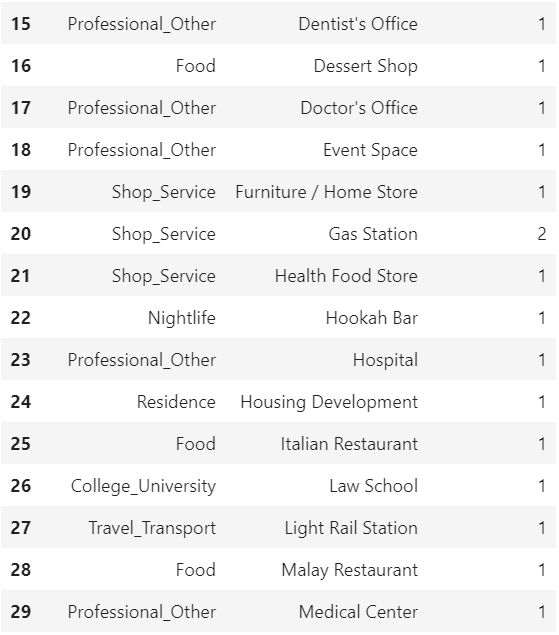 15 Professional_Other Dentist's Office 1
16 Food Dessert Shop 1
17 Professional_Other Doctor's Office 1
18 Professional_Other Event Space 1
19 Shop_Service Furniture / Home Store 1
20 Shop_Service Gas Station 2
21 Shop_Service Health Food Store 1
22 Nightlife Hookah Bar 1
23 Professional_Other Hospital 1
24 Residence Housing Development 1
25 Food Italian Restaurant 1
26 College_University Law School 1
27 Travel_Transport Light Rail Station 1
28 Food Malay Restaurant 1
29 Professional_Other Medical Center 1